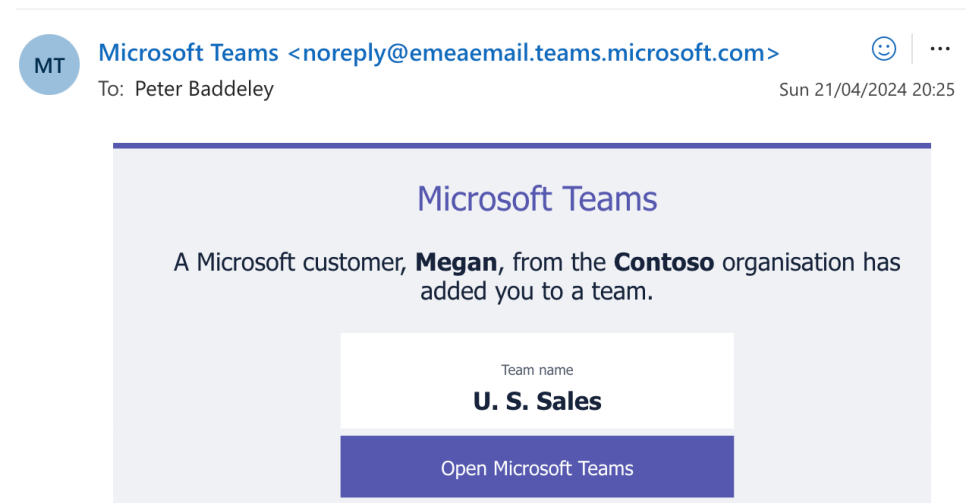 MT
Microsoft Teams <noreply@emeaemail.teams.microsoft.com>
To: Peter Baddeley
Sun 21/04/2024 20:25
Microsoft Teams
A Microsoft customer, Megan, from the Contoso organisation has
added you to a team.
Team name
U. S. Sales
Open Microsoft Teams